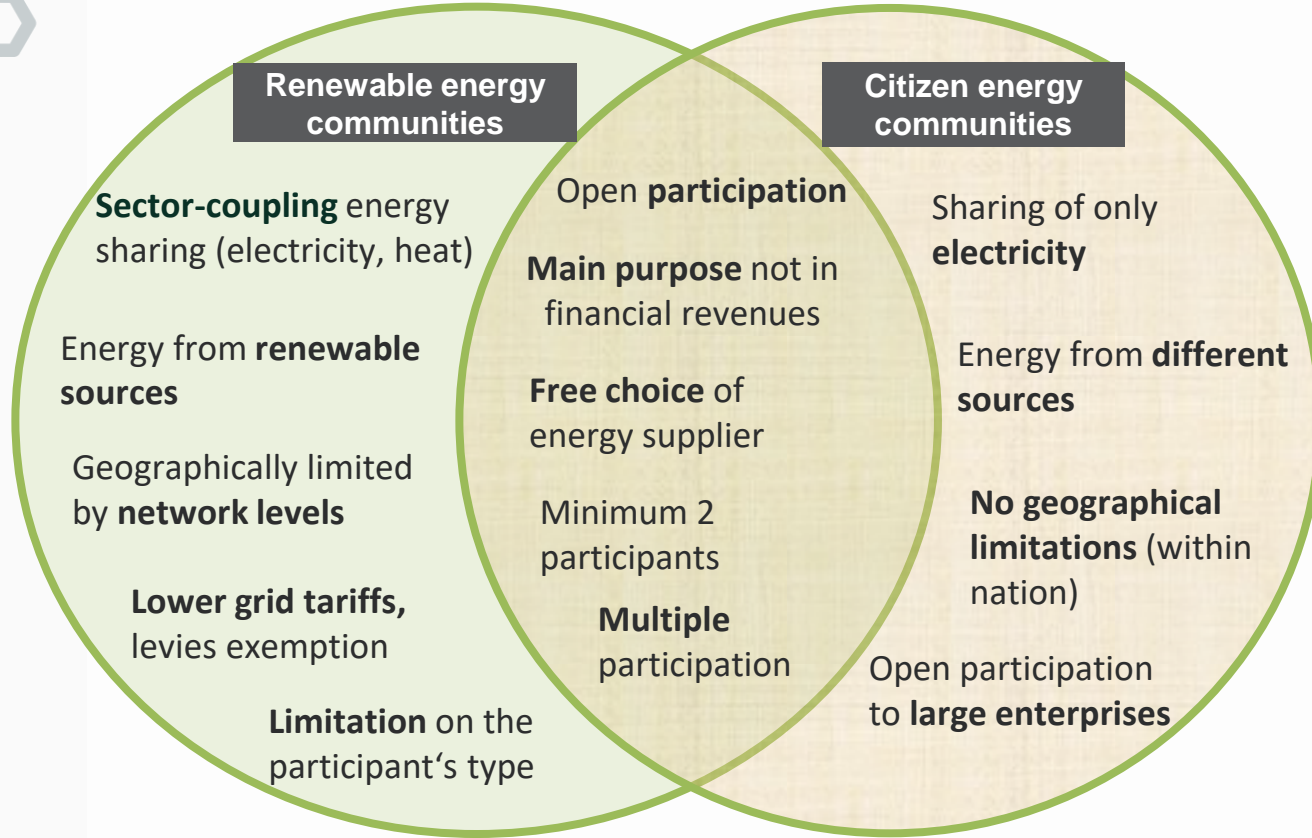 Renewable energy
communities
Sector-coupling energy
sharing (electricity, heat)
Energy from renewable
sources
Geographically limited
by network levels
Lower grid tariffs,
levies exemption
Limitation on the
participant‘s type
Open participation
Main purpose not in
financial revenues
Free choice of
energy supplier
Minimum 2
participants
Multiple
participation
Citizen energy
communities
Sharing of only
electricity
Energy from different
sources
No geographical
limitations (within
nation)
Open participation
to large enterprises